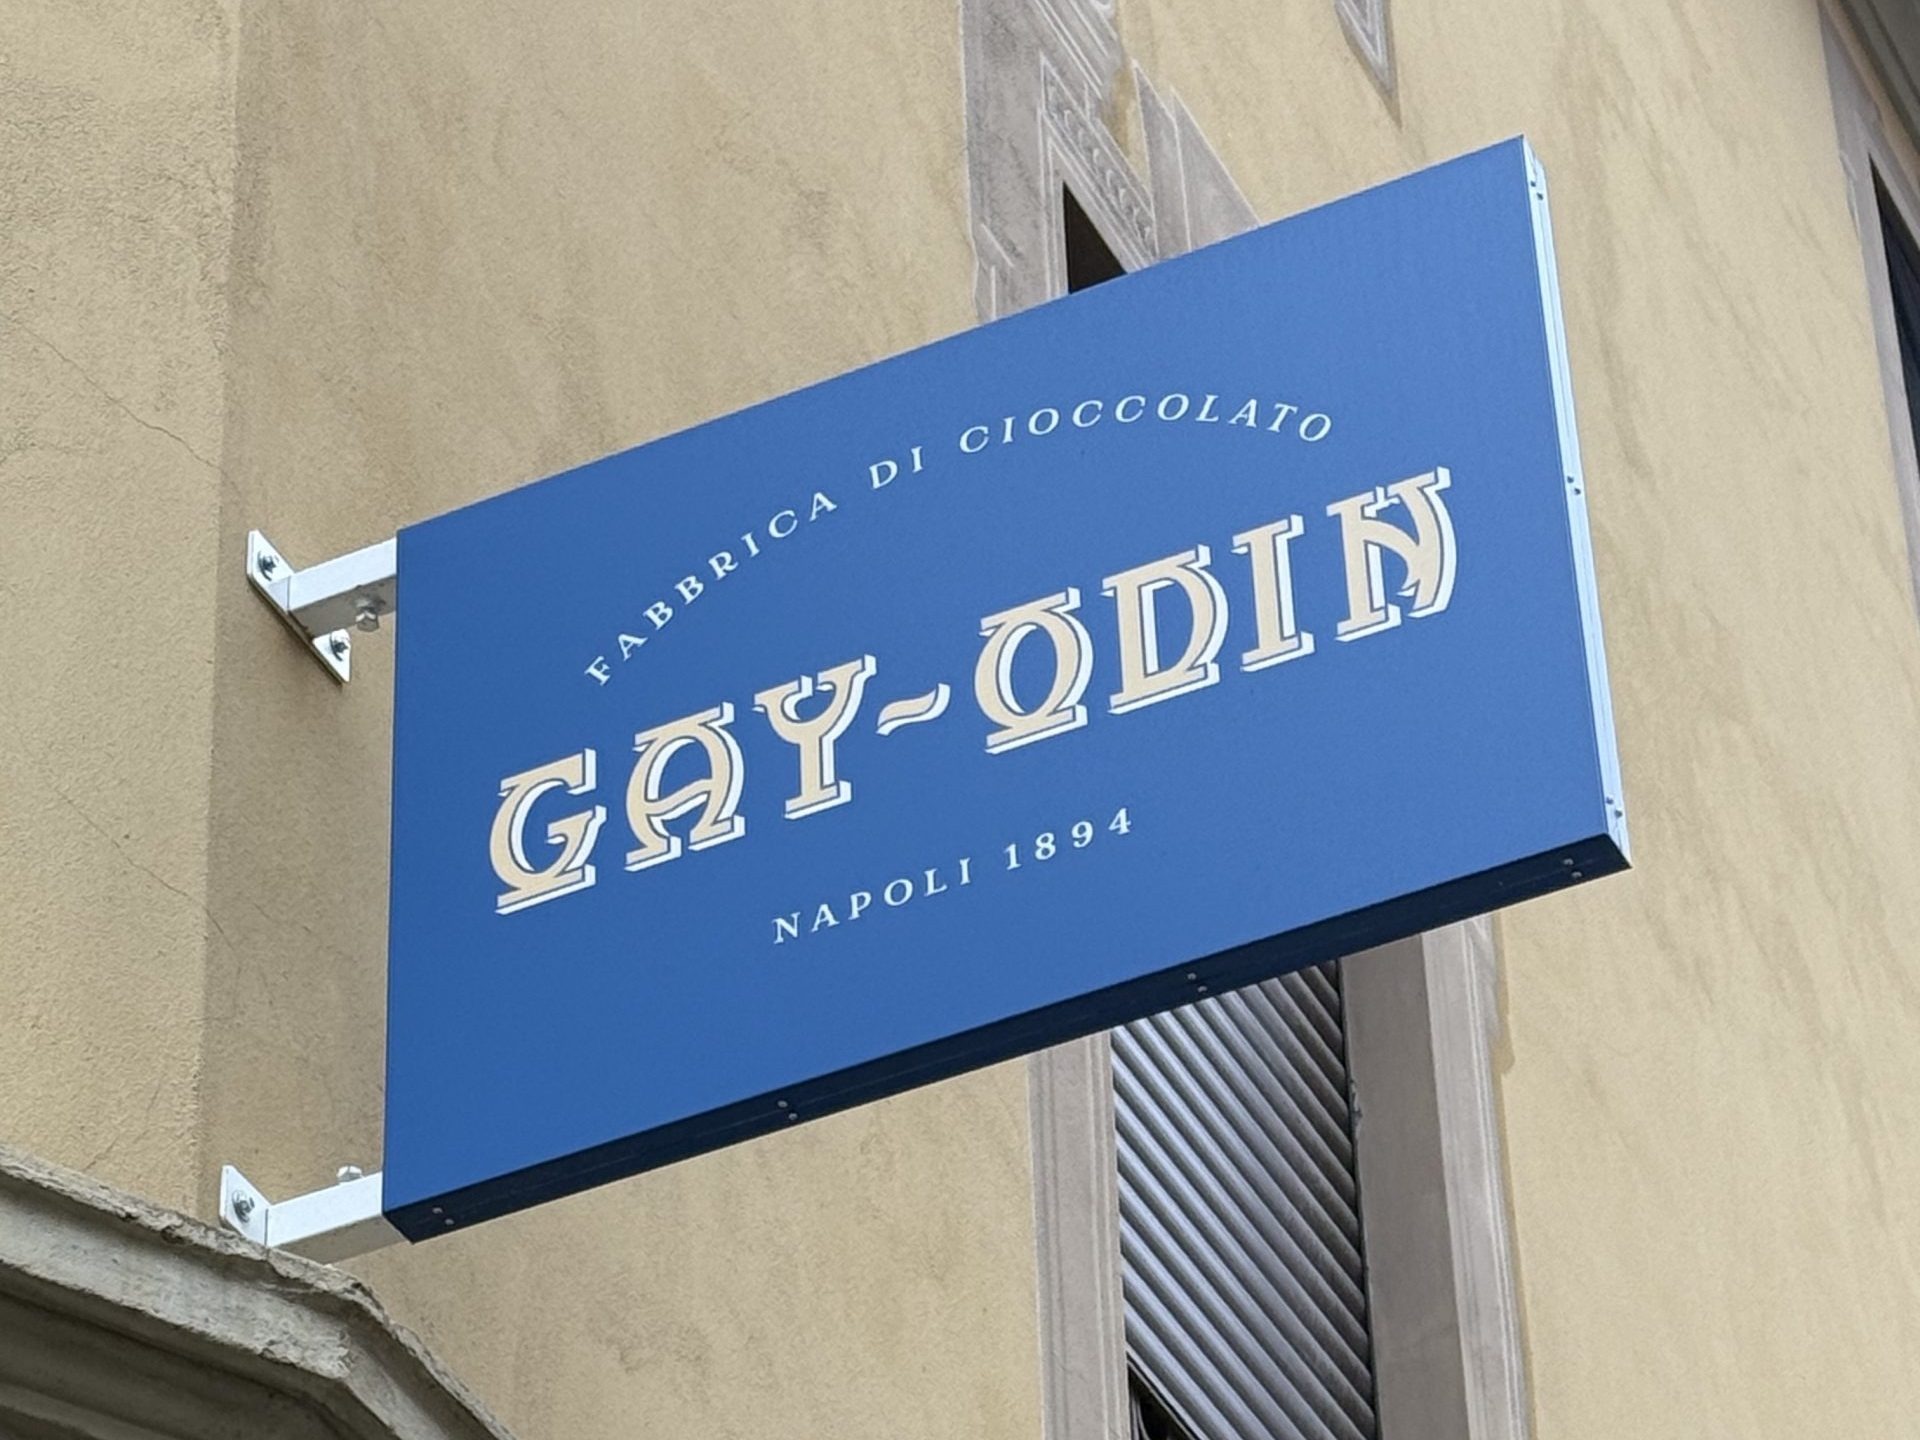 FABBRICA DI CIOCCOLATO
GAY-ODIN
NAPOLI 1894